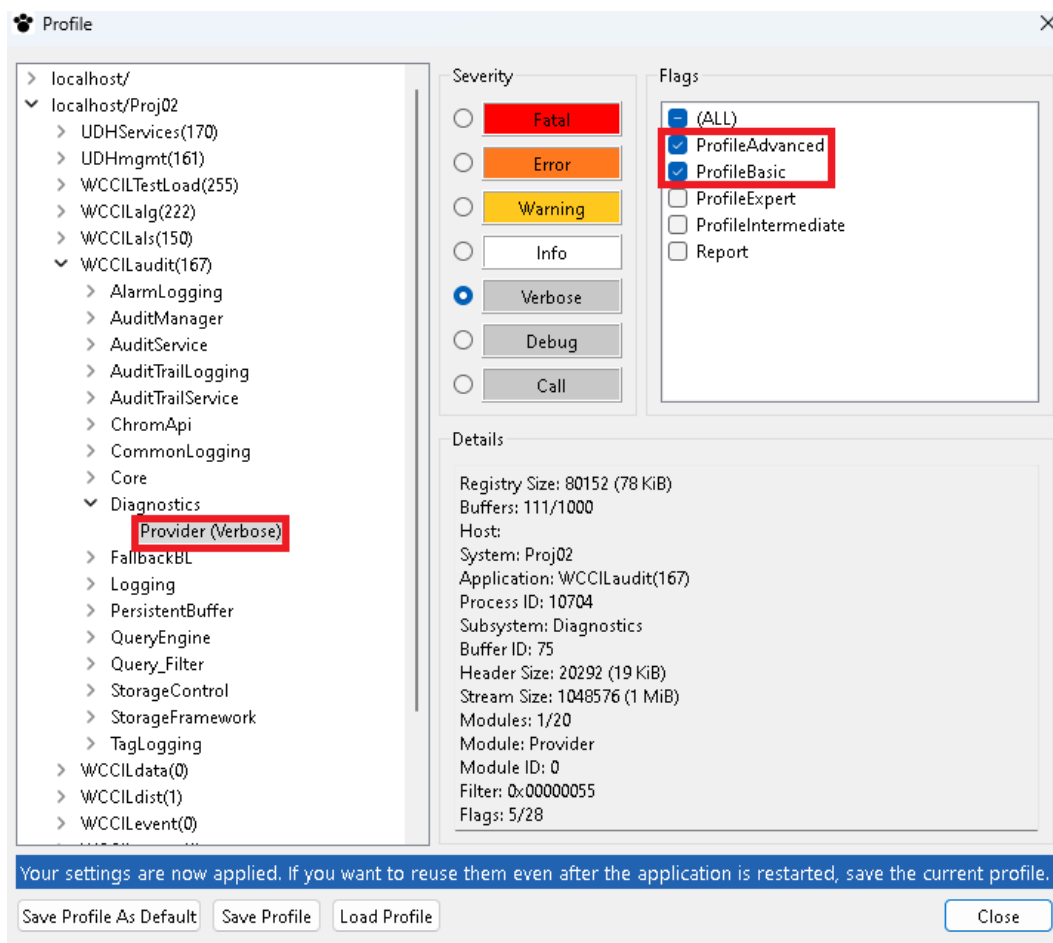 Profile
localhost/
localhost/Proj02
UDHServices(170)
UDHmgmt(161)
WCCILTestLoad(255)
WCCILalg(222)
WCCILals(150)
WCCILaudit(167)
AlarmLogging
AuditManager
AuditService
AuditTrailLogging
AuditTrailService
ChromApi
CommonLogging
Core
Diagnostics
Provider (Verbose)
FallbackBL
Logging
PersistentBuffer
QueryEngine
Query_Filter
StorageControl
StorageFramework
TagLogging
WCCILdata(0)
WCCILdist(1)
WCCILevent(0)
Severity
Fatal
Error
Warning
Info
Verbose
Debug
Call
Flags
(ALL)
ProfileAdvanced
ProfileBasic
ProfileExpert
ProfileIntermediate
Report
Details
Registry Size: 80152 (78 KiB)
Buffers: 111/1000
Host:
System: Proj02
Application: WCCILaudit(167)
Process ID: 10704
Subsystem: Diagnostics
Buffer ID: 75
Header Size: 20292 (19 KiB)
Stream Size: 1048576 (1 MiB)
Modules: 1/20
Module: Provider
Module ID: 0
Filter: 0x00000055
Flags: 5/28
Your settings are now applied. If you want to reuse them even after the application is restarted, save the current profile.
Save Profile As Default
Save Profile
Load Profile
Close